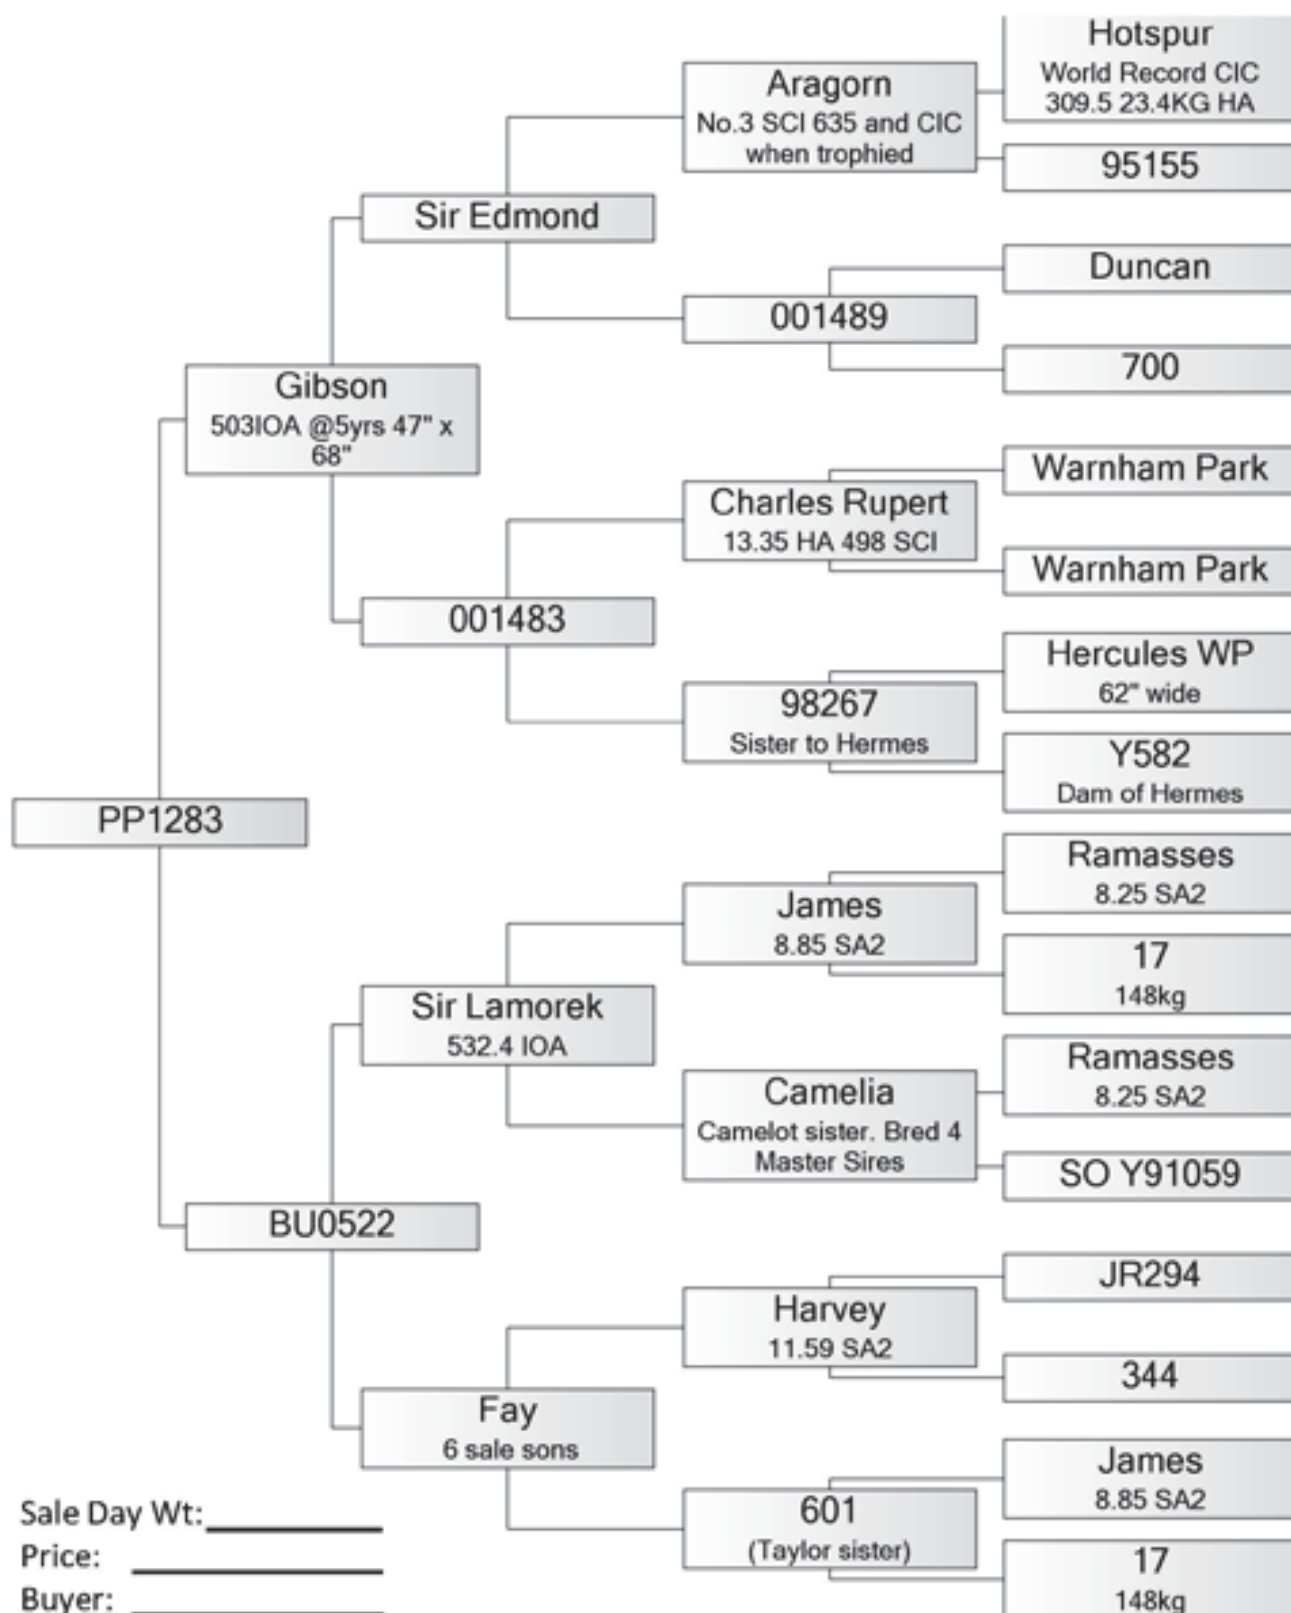 Hotspur
World Record CIC
309.5 23.4KG HA
Aragorn
No.3 SCI 635 and CIC
when trophied
95155
Sir Edmond
Duncan
001489
700
Gibson
503IOA @5yrs 47" x
68"
Warnham Park
Charles Rupert
13.35 HA 498 SCI
Warnham Park
001483
Hercules WP
62" wide
98267
Sister to Hermes
Y582
Dam of Hermes
PP1283
Ramasses
8.25 SA2
James
8.85 SA2
17
148kg
Sir Lamorek
532.4 IOA
Ramasses
8.25 SA2
Camelia
Camelot sister. Bred 4
Master Sires
SO Y91059
BU0522
JR294
Harvey
11.59 SA2
344
Fay
6 sale sons
James
8.85 SA2
601
(Taylor sister)
17
148kg
Sale Day Wt:
Price:
Buyer: